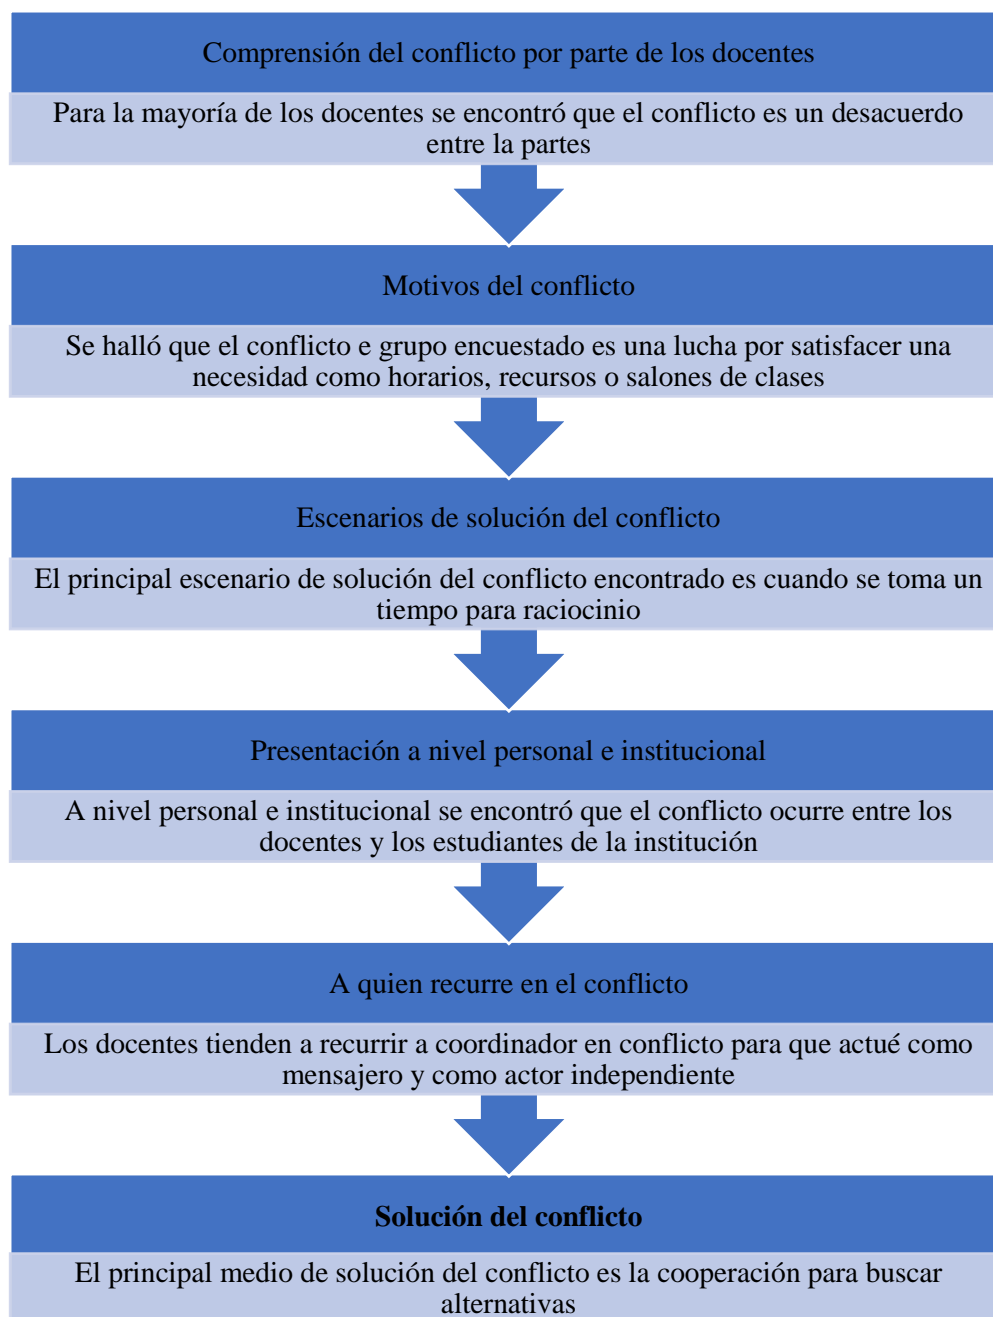 Comprensión del conflicto por parte de los docentes
Para la mayoría de los docentes se encontró que el conflicto es un desacuerdo
entre la partes
Motivos del conflicto
Se halló que el conflicto e grupo encuestado es una lucha por satisfacer una
necesidad como horarios, recursos o salones de clases
Escenarios de solución del conflicto
El principal escenario de solución del conflicto encontrado es cuando se toma un
tiempo para raciocinio
Presentación a nivel personal e institucional
A nivel personal e institucional se encontró que el conflicto ocurre entre los
docentes y los estudiantes de la institución
A quien recurre en el conflicto
Los docentes tienden a recurrir a coordinador en conflicto para que actué como
mensajero y como actor independiente
Solución del conflicto
El principal medio de solución del conflicto es la cooperación para buscar
alternativas